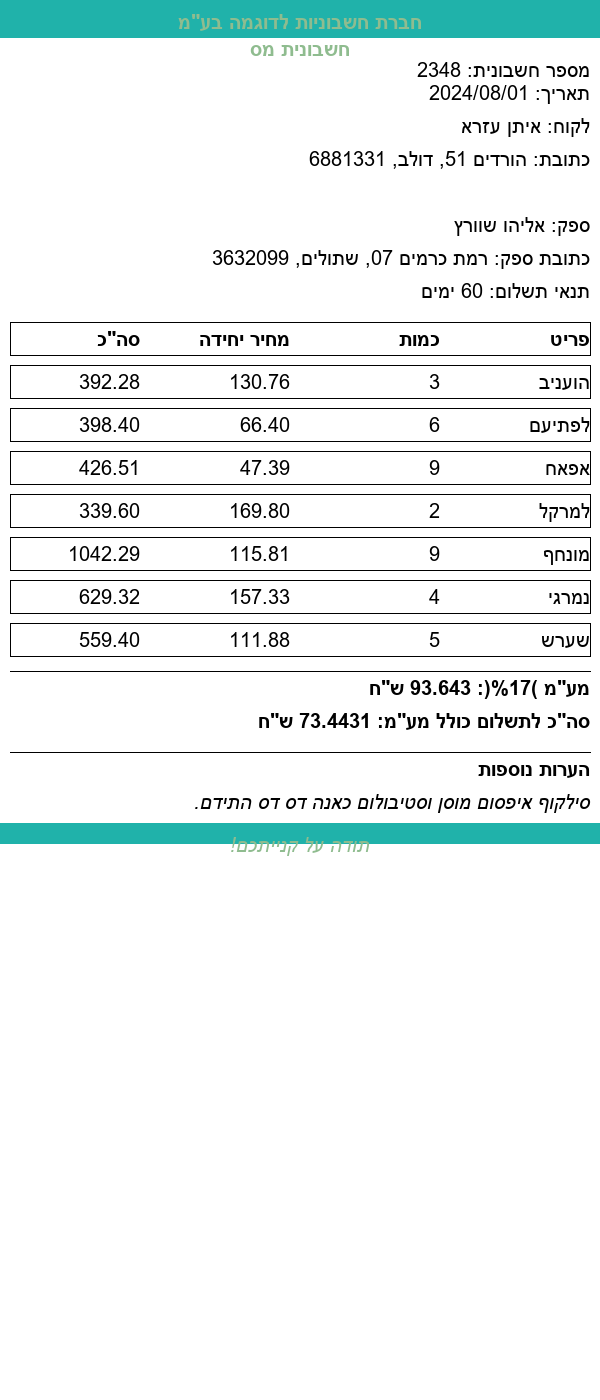 חברת חשבוניות לדוגמה בע"מ
חשבונית מס
מספר חשבונית: 2348
תאריך: 2024/08/01
לקוח: איתן עזרא
כתובת: הורדים 51, דולב, 6881331
ספק: אליהו שוורץ
כתובת ספק: רמת כרמים 07, שתולים, 3632099
תנאי תשלום: 60 ימים
פריט כמות מחיר יחידה סה"כ
הועניב 3 130.76 392.28
לפתיעם 6 66.40 398.40
אפאח 9 47.39 426.51
למרקל 2 169.80 339.60
מונחף 9 115.81 1042.29
נמרגי 4 157.33 629.32
שערש 5 111.88 559.40
מע"מ )17%(: 93.643 ש"ח
סה"כ לתשלום כולל מע"מ: 73.4431 ש"ח
הערות נוספות
סילקוף איפסום מוסן וסטיבולום כאנה דס דס התידם.
תודה על קנייתכם!